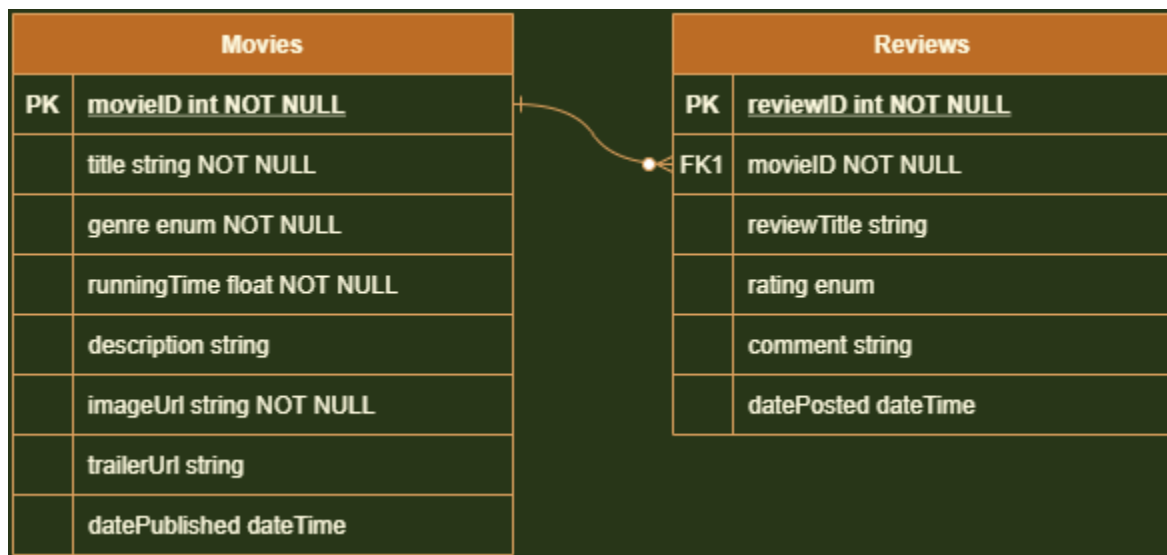 Movies
PK movieID int NOT NULL
title string NOT NULL
genre enum NOT NULL
runningTime float NOT NULL
description string
imageUrl string NOT NULL
trailerUrl string
datePublished dateTime
Reviews
PK reviewID int NOT NULL
FK1 movieID NOT NULL
reviewTitle string
rating enum
comment string
datePosted dateTime